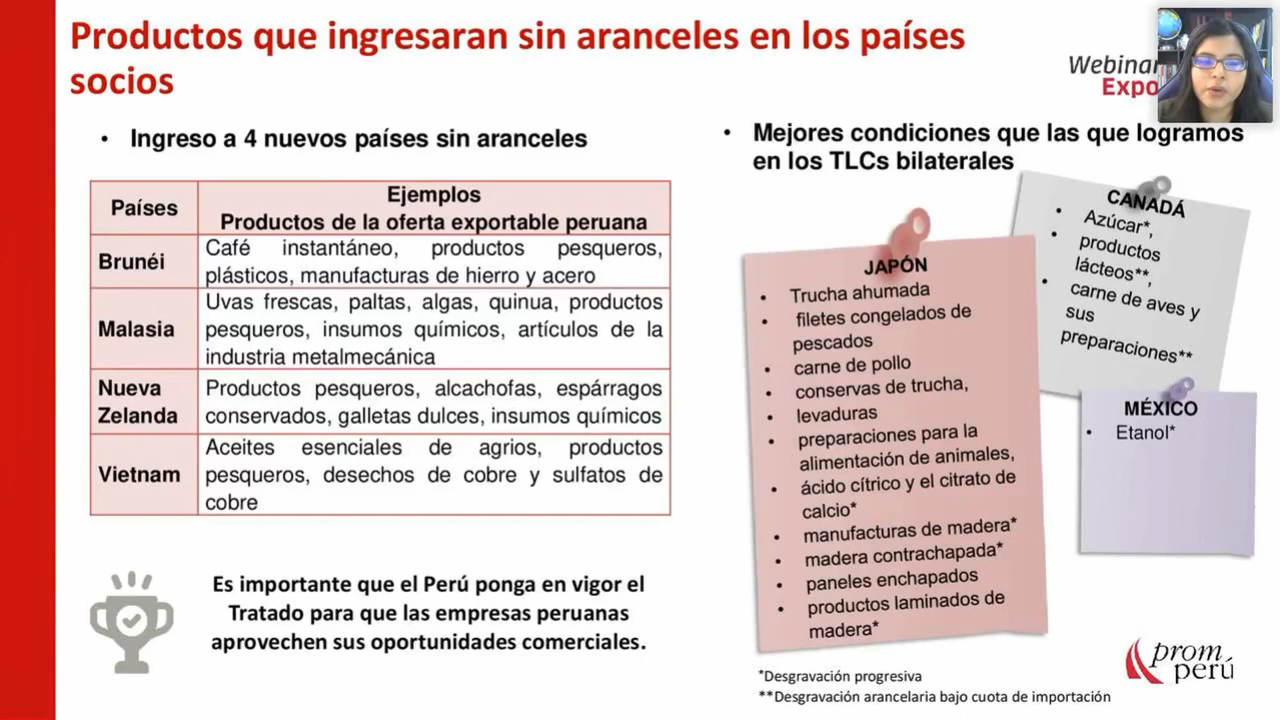 Productos que ingresaran sin aranceles en los países
socios
Webinar
Expo
• Ingreso a 4 nuevos países sin aranceles
Países
Ejemplos
Productos de la oferta exportable peruana
Brunéi
Café instantáneo, productos pesqueros,
plásticos, manufacturas de hierro y acero
Malasia
Uvas frescas, paltas, algas, quinua, productos
pesqueros, insumos químicos, artículos de la
industria metalmecánica
Nueva
Zelanda
Productos pesqueros, alcachofas, espárragos
conservados, galletas dulces, insumos químicos
Vietnam
Aceites esenciales de agrios, productos
pesqueros, desechos de cobre y sulfatos de
cobre
Es importante que el Perú ponga en vigor el
Tratado para que las empresas peruanas
aprovechen sus oportunidades comerciales.
• Mejores condiciones que las que logramos
en los TLCs bilaterales
JAPÓN
• Trucha ahumada
• filetes congelados de
pescados
• carne de pollo
• conservas de trucha,
• levaduras
• preparaciones para la
alimentación de animales,
• ácido cítrico y el citrato de
calcio*
• manufacturas de madera*
• madera contrachapada*
• paneles enchapados
• productos laminados de
madera*
CANADÁ
• Azúcar*,
• productos
lácteos**,
• carne de aves y
sus
preparaciones**
MÉXICO
• Etanol*
*Desgravación progresiva
**Desgravación arancelaria bajo cuota de importación
prom
perú